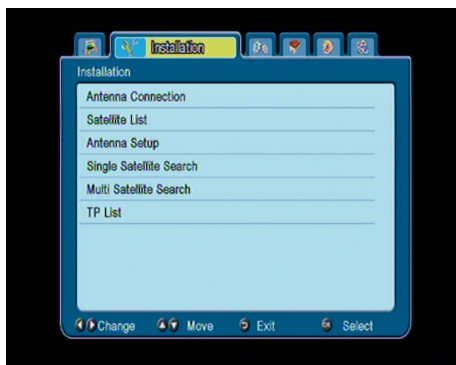 Installation
Installation
Antenna Connection
Satellite List
Antenna Setup
Single Satellite Search
Multi Satellite Search
TP List
Change Move Exit Select